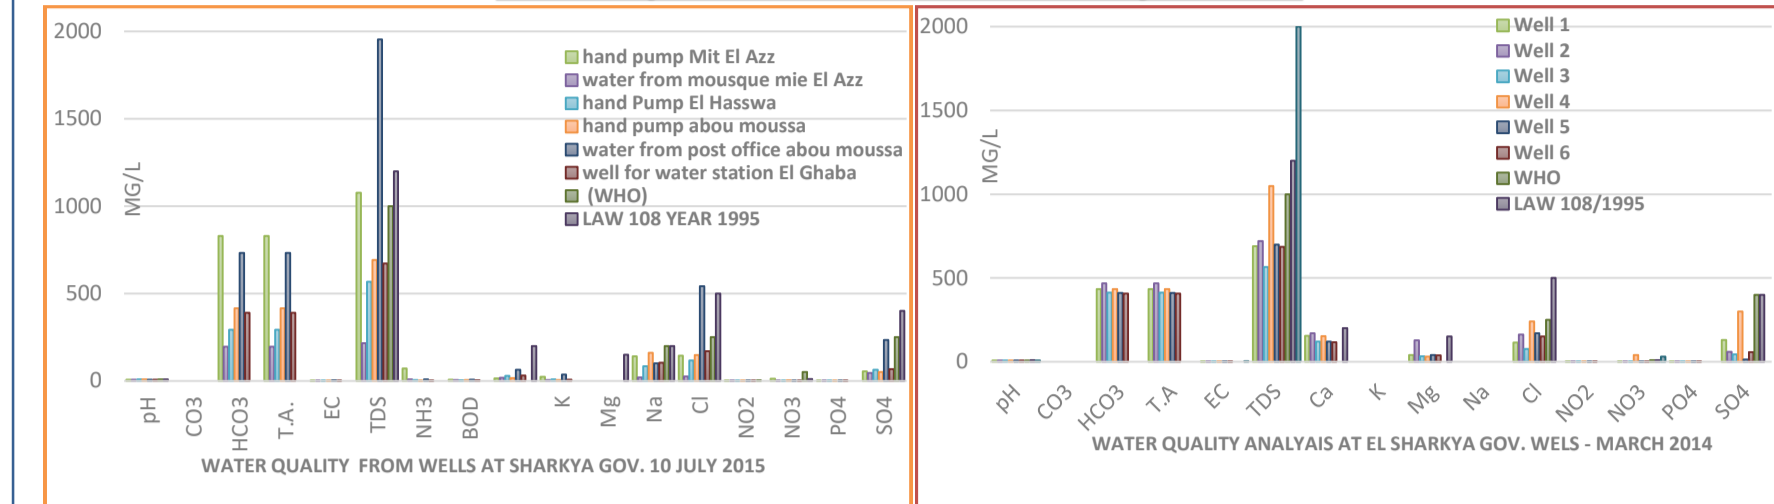 2000
1500
1000
500
0
MG/L
hand pump Mit El Azz
water from mousque mie El Azz
hand Pump El Hasswa
hand pump abou moussa
water from post office abou moussa
well for water station El Ghaba
(WHO)
LAW 108 YEAR 1995
pH
CO3
HCO3
T.A.
EC
TDS
NH3
BOD
K
Mg
Na
Cl
NO2
NO3
PO4
SO4
WATER QUALITY FROM WELLS AT SHARKYA GOV. 10 JULY 2015
2000
1500
1000
500
0
MG/L
Well 1
Well 2
Well 3
Well 4
Well 5
Well 6
WHO
LAW 108/1995
pH
CO3
HCO3
T.A
EC
TDS
Ca
K
Mg
Na
Cl
NO2
NO3
PO4
SO4
WATER QUALITY ANALYAIS AT EL SHARKYA GOV. WELS - MARCH 2014